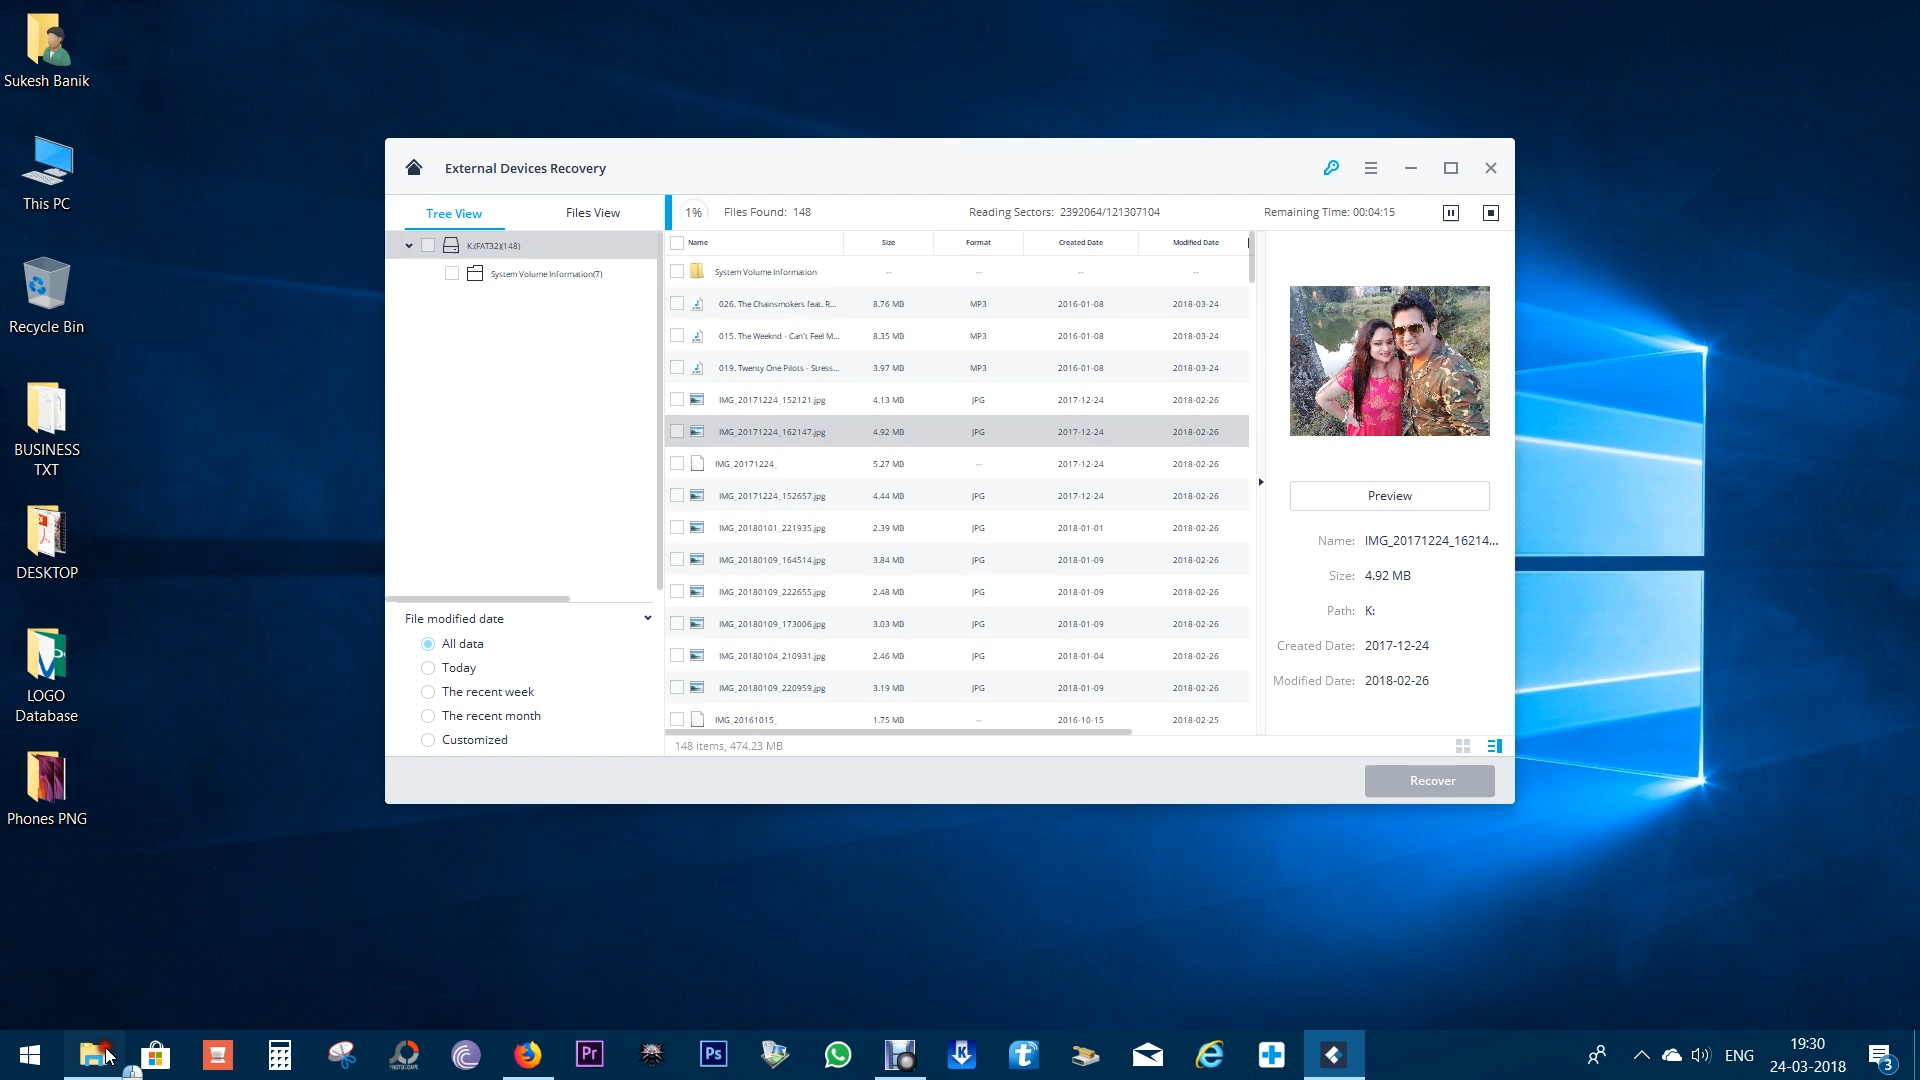 Sukesh Banik
This PC
Recycle Bin
BUSINESS
TXT
DESKTOP
LOGO
Database
Phones PNG
External Devices Recovery
Tree View Files View
1% Files Found: 148 Reading Sectors: 2392064/121307104 Remaining Time: 00:04:15
K:(FAT32)(148)
System Volume Information(7)
File modified date
All data
Today
The recent week
The recent month
Customized
Name Size Format Created Date Modified Date
System Volume Information -- -- -- --
026. The Chainsmokers feat. R... 8.76 MB MP3 2016-01-08 2018-03-24
015. The Weeknd - Can't Feel M... 8.35 MB MP3 2016-01-08 2018-03-24
019. Twenty One Pilots - Stress... 3.97 MB MP3 2016-01-08 2018-03-24
IMG_20171224_152121.jpg 4.13 MB JPG 2017-12-24 2018-02-26
IMG_20171224_162147.jpg 4.92 MB JPG 2017-12-24 2018-02-26
IMG_20171224_ 5.27 MB -- 2017-12-24 2018-02-26
IMG_20171224_152657.jpg 4.44 MB JPG 2017-12-24 2018-02-26
IMG_20180101_221935.jpg 2.39 MB JPG 2018-01-01 2018-02-26
IMG_20180109_164514.jpg 3.84 MB JPG 2018-01-09 2018-02-26
IMG_20180109_222655.jpg 2.48 MB JPG 2018-01-09 2018-02-26
IMG_20180109_173006.jpg 3.03 MB JPG 2018-01-09 2018-02-26
IMG_20180104_210931.jpg 2.46 MB JPG 2018-01-04 2018-02-26
IMG_20180109_220959.jpg 3.19 MB JPG 2018-01-09 2018-02-26
IMG_20161015_ 1.75 MB -- 2016-10-15 2018-02-25
148 items, 474.23 MB
Preview
Name: IMG_20171224_16214...
Size: 4.92 MB
Path: K:
Created Date: 2017-12-24
Modified Date: 2018-02-26
Recover
Pr
Ps
K
t
ENG
19:30
24-03-2018
3